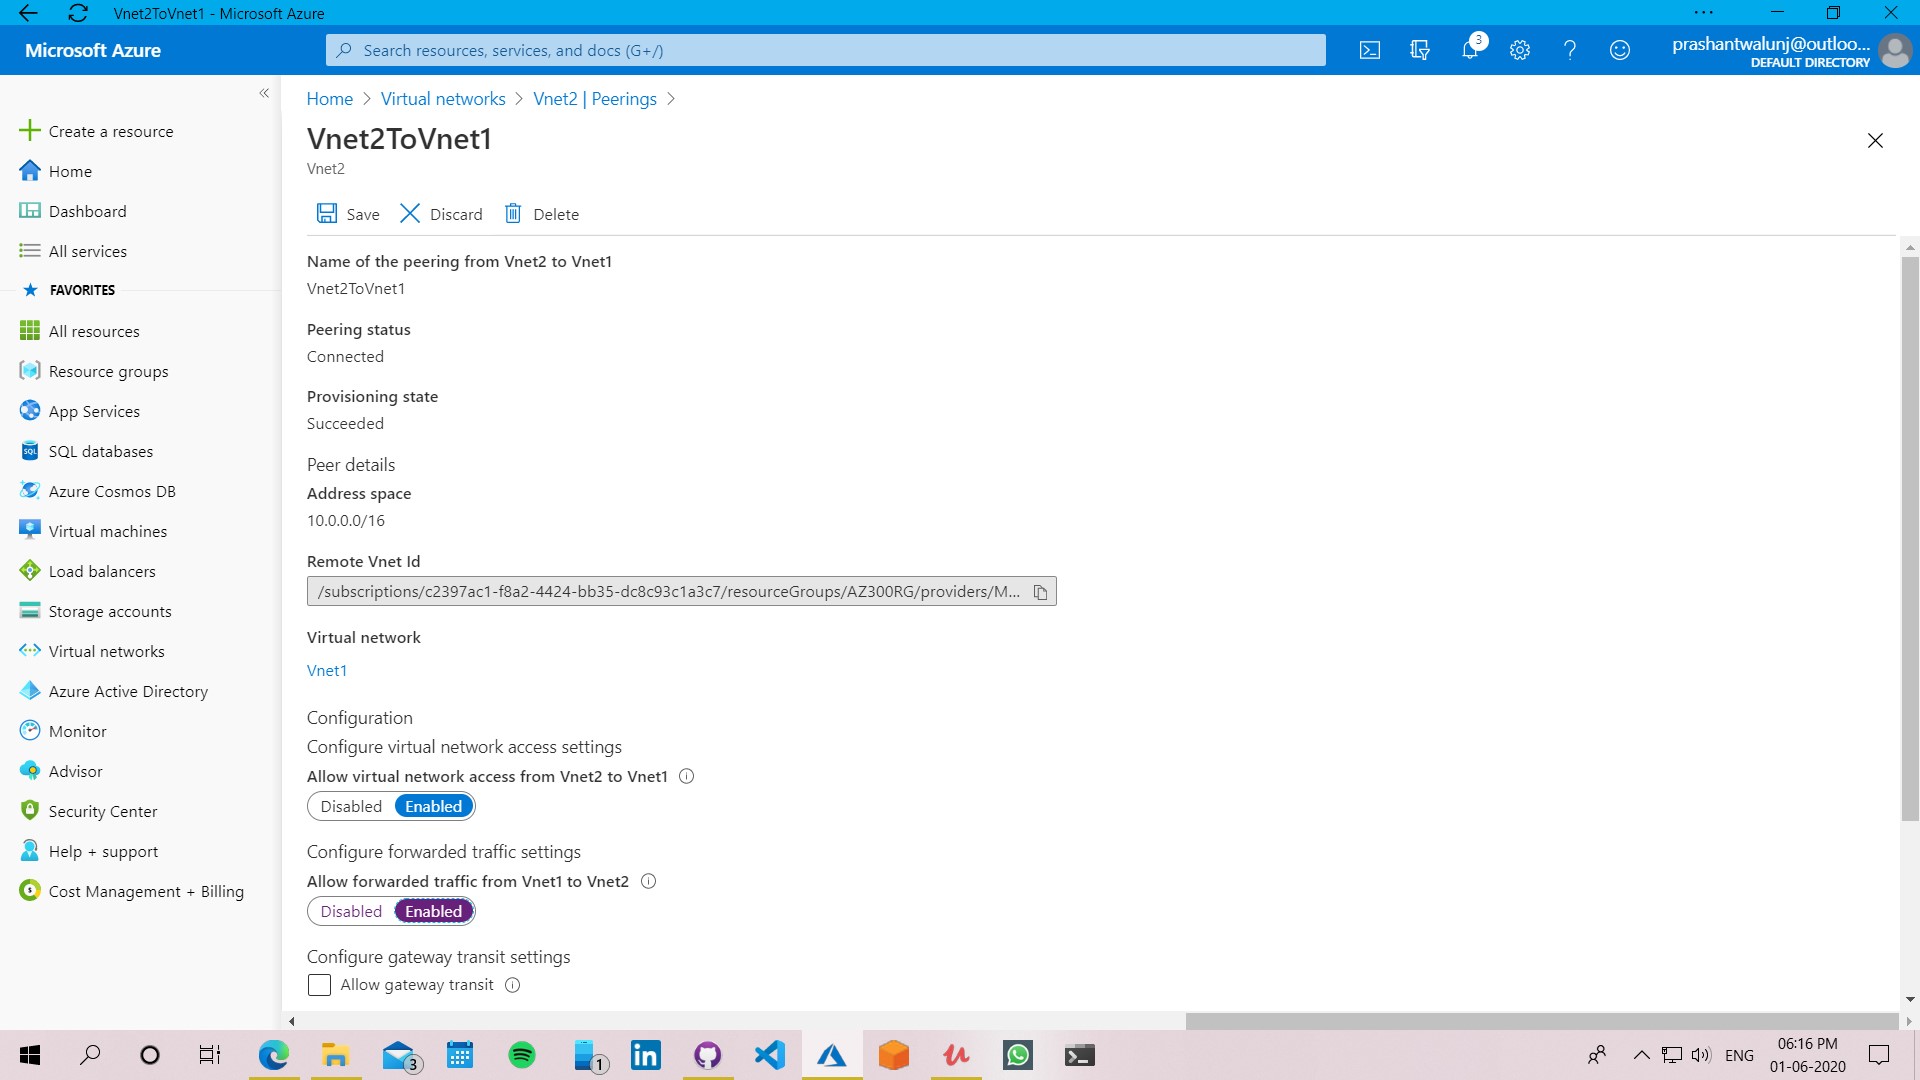 Vnet2ToVnet1 - Microsoft Azure
Microsoft Azure
Search resources, services, and docs (G+/)
3
prashantwalunj@outloo...
DEFAULT DIRECTORY
Create a resource
Home
Dashboard
All services
FAVORITES
All resources
Resource groups
App Services
SQL databases
Azure Cosmos DB
Virtual machines
Load balancers
Storage accounts
Virtual networks
Azure Active Directory
Monitor
Advisor
Security Center
Help + support
Cost Management + Billing
Home > Virtual networks > Vnet2 | Peerings >
Vnet2ToVnet1
Vnet2
Save Discard Delete
Name of the peering from Vnet2 to Vnet1
Vnet2ToVnet1
Peering status
Connected
Provisioning state
Succeeded
Peer details
Address space
10.0.0.0/16
Remote Vnet Id
/subscriptions/c2397ac1-f8a2-4424-bb35-dc8c93c1a3c7/resourceGroups/AZ300RG/providers/M...
Virtual network
Vnet1
Configuration
Configure virtual network access settings
Allow virtual network access from Vnet2 to Vnet1
Disabled Enabled
Configure forwarded traffic settings
Allow forwarded traffic from Vnet1 to Vnet2
Disabled Enabled
Configure gateway transit settings
Allow gateway transit
3
1
ENG
06:16 PM
01-06-2020